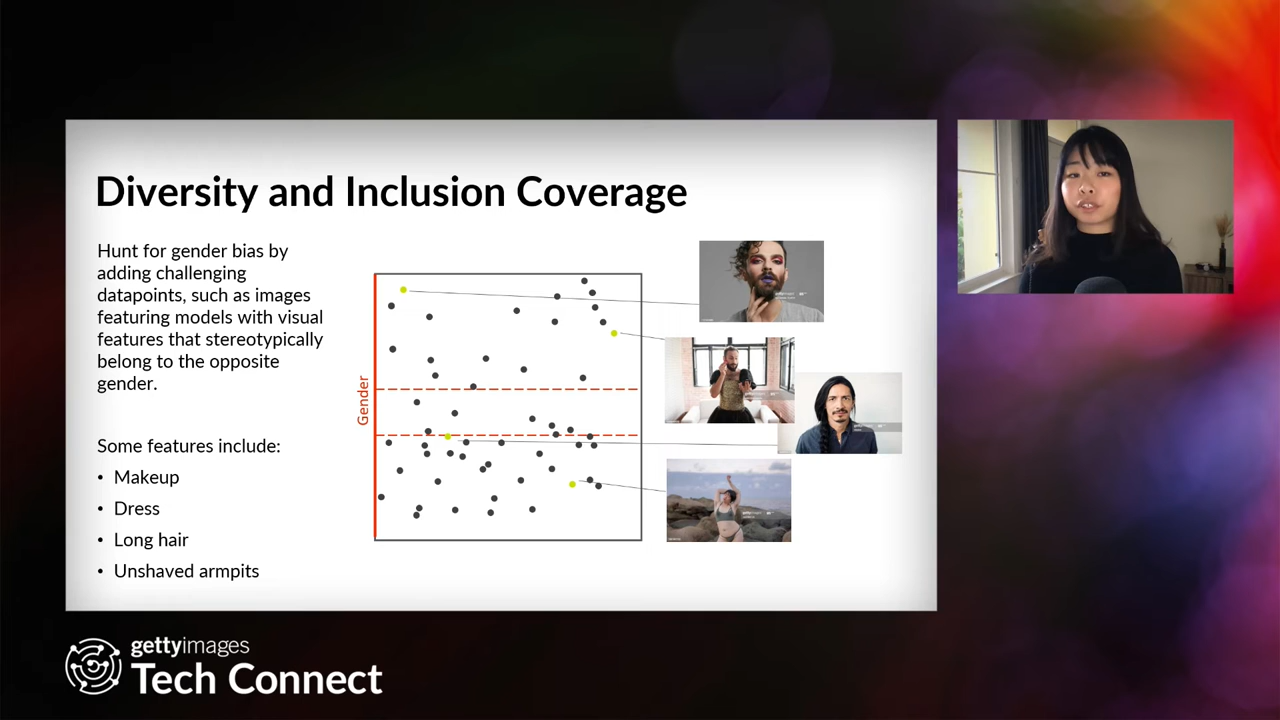 Diversity and Inclusion Coverage
Hunt for gender bias by
adding challenging
datapoints, such as images
featuring models with visual
features that stereotypically
belong to the opposite
gender.
Some features include:
• Makeup
• Dress
• Long hair
• Unshaved armpits
Gender
gettyimages
Tech Connect